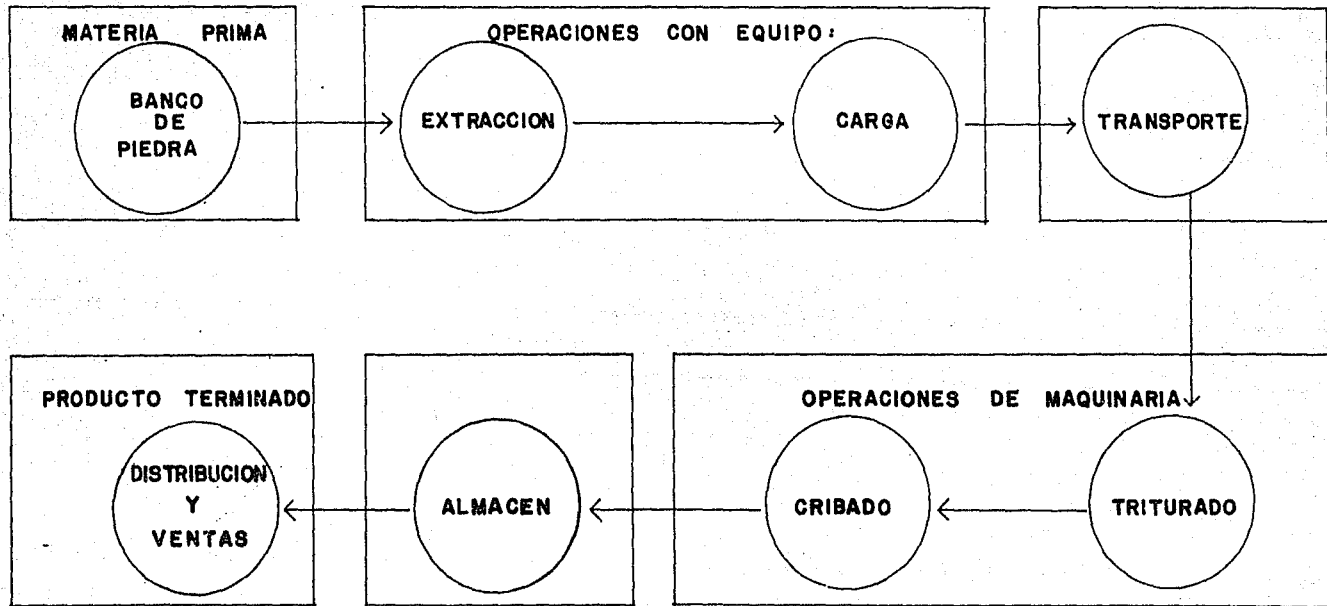 MATERIA PRIMA
BANCO
DE
PIEDRA
OPERACIONES CON EQUIPO:
EXTRACCION
CARGA
TRANSPORTE
OPERACIONES DE MAQUINARIA
TRITURADO
CRIBADO
ALMACEN
PRODUCTO TERMINADO
DISTRIBUCION
Y
VENTAS